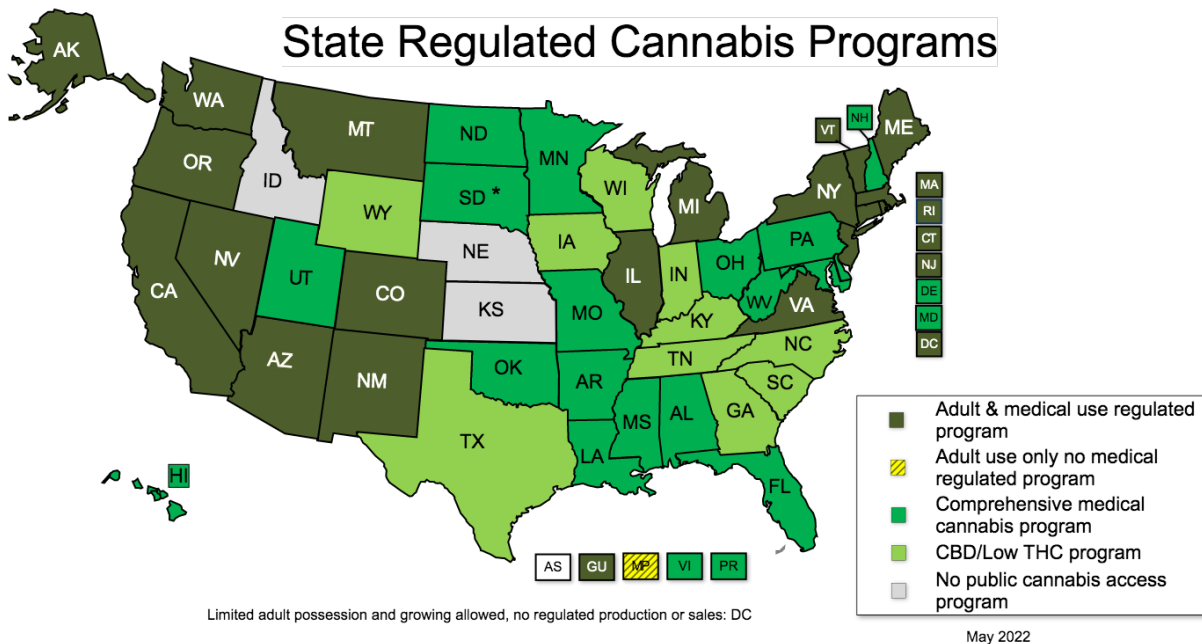 State Regulated Cannabis Programs
AK
WA
MT
ND
MN
VT
NH
ME
OR
ID
SD *
WI
NY
MA
WY
MI
RI
NE
IA
PA
CT
NV
UT
IL
IN
OH
NJ
CA
CO
KS
MO
WV
VA
DE
KY
MD
NC
DC
AZ
NM
OK
TN
AR
SC
MS
AL
GA
TX
LA
HI
FL
Adult & medical use regulated
program
Adult use only no medical
regulated program
Comprehensive medical
cannabis program
CBD/Low THC program
No public cannabis access
program
AS
GU
MP
VI
PR
Limited adult possession and growing allowed, no regulated production or sales: DC
May 2022